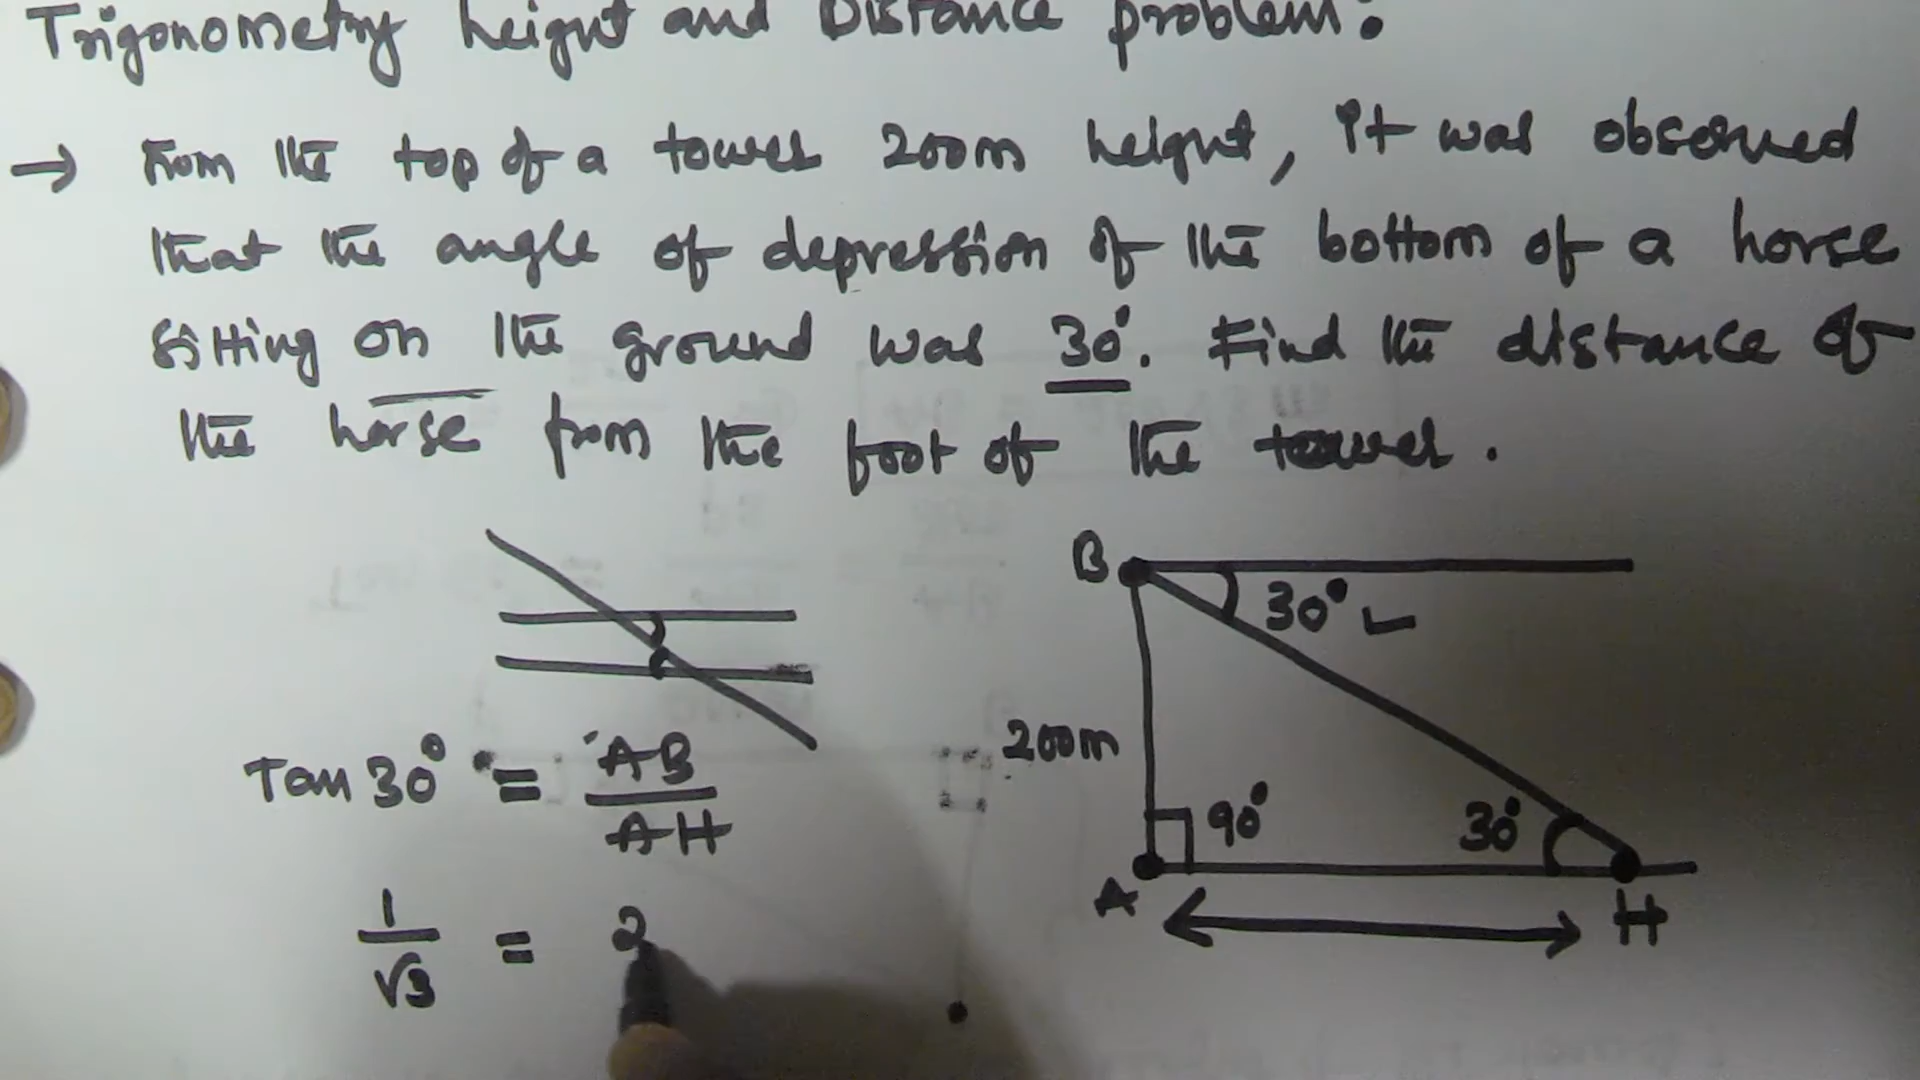 Trigonometry height and Distance problem:
→ From the top of a tower 200m height, it was observed
that the angle of depression of the bottom of a horse
sitting on the ground was 30°. Find the distance of
the horse from the foot of the tower.
B
30°
200m
Tan 30° = AB/AH
90°
30°
A
H
1/√3 = 2